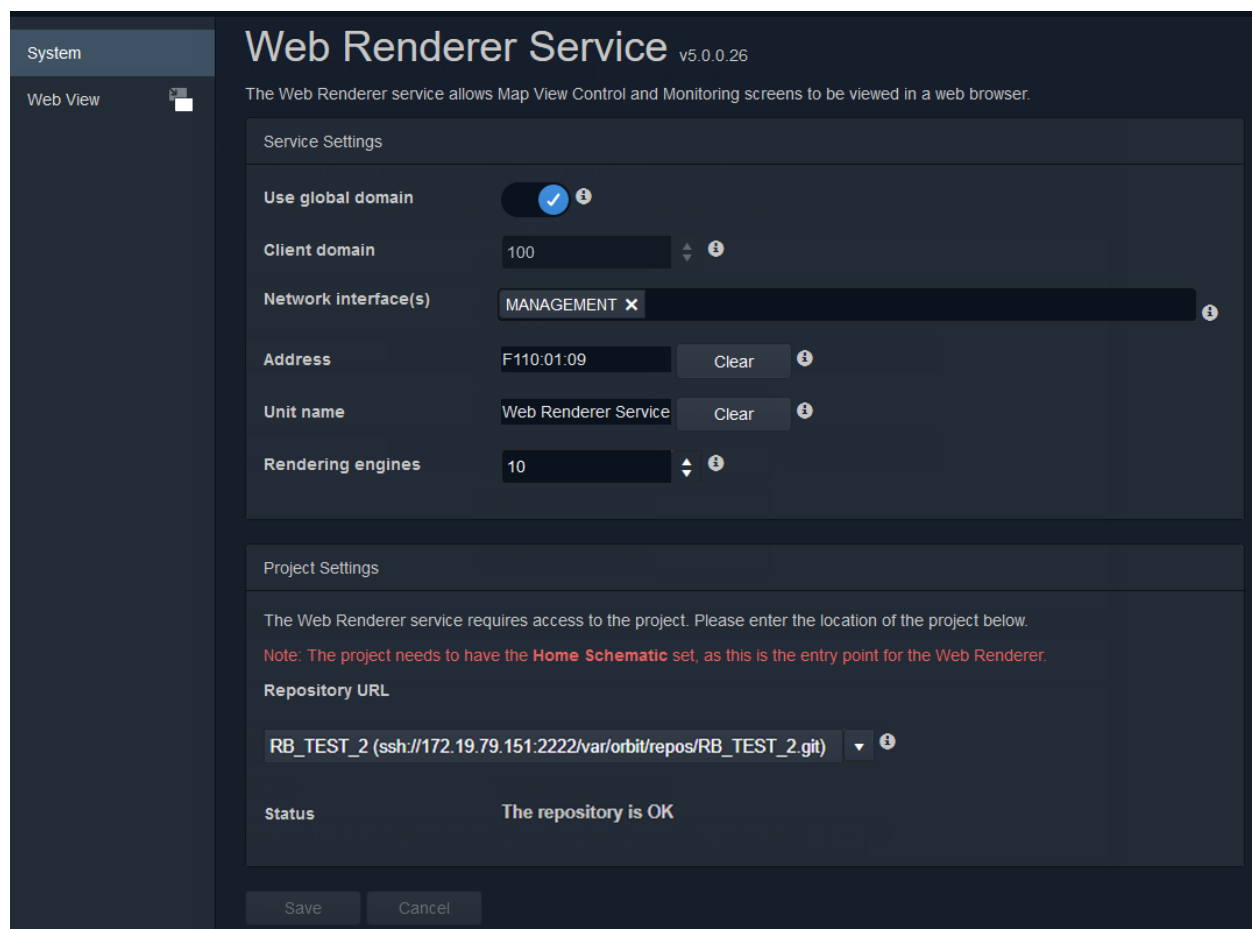 System
Web View
Web Renderer Service v5.0.0.26
The Web Renderer service allows Map View Control and Monitoring screens to be viewed in a web browser.
Service Settings
Use global domain
Client domain 100
Network interface(s) MANAGEMENT ✕
Address F110:01:09 Clear
Unit name Web Renderer Service Clear
Rendering engines 10
Project Settings
The Web Renderer service requires access to the project. Please enter the location of the project below.
Note: The project needs to have the Home Schematic set, as this is the entry point for the Web Renderer.
Repository URL
RB_TEST_2 (ssh://172.19.79.151:2222/var/orbit/repos/RB_TEST_2.git)
Status The repository is OK
Save Cancel